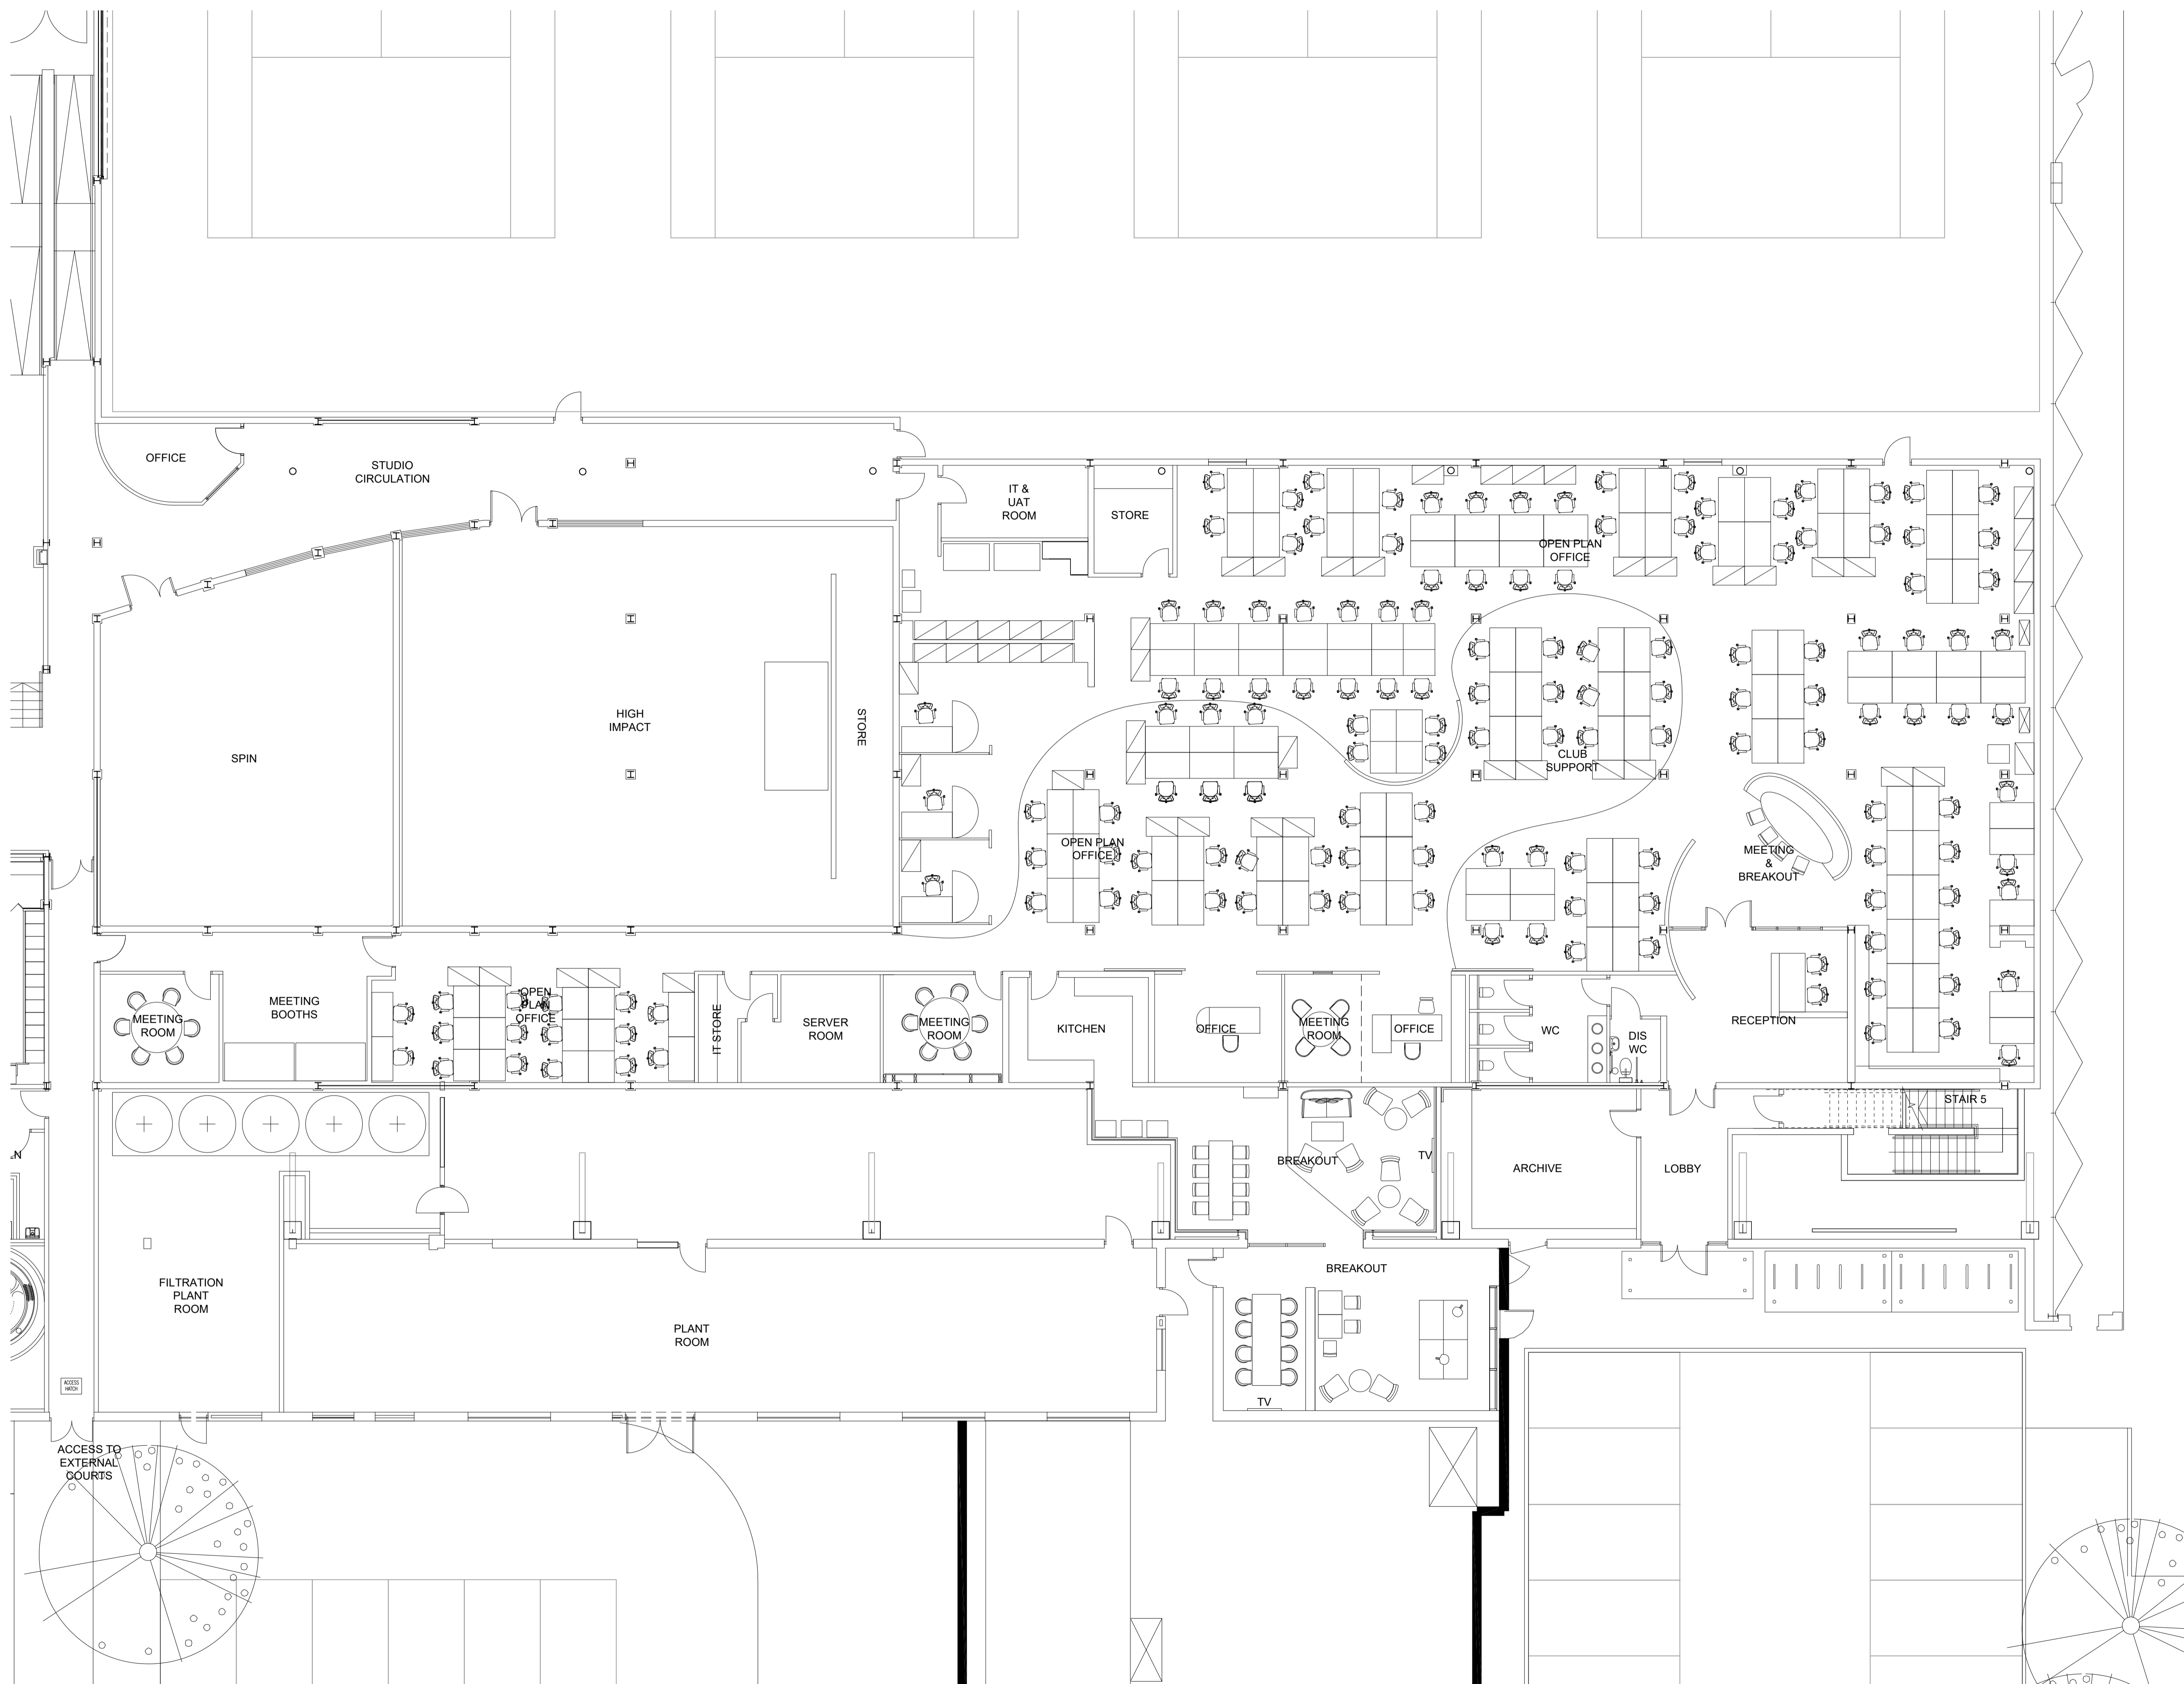 OFFICE
STUDIO
CIRCULATION
IT &
UAT
ROOM
STORE
OPEN PLAN
OFFICE
SPIN
HIGH
IMPACT
STORE
CLUB
SUPPORT
OPEN PLAN
OFFICE
MEETING
&
BREAKOUT
MEETING
ROOM
MEETING
BOOTHS
OPEN
PLAN
OFFICE
IT STORE
SERVER
ROOM
MEETING
ROOM
KITCHEN
OFFICE
MEETING
ROOM
OFFICE
WC
DIS
WC
RECEPTION
STAIR 5
N
BREAKOUT
TV
ARCHIVE
LOBBY
FILTRATION
PLANT
ROOM
PLANT
ROOM
BREAKOUT
TV
ACCESS
HATCH
ACCESS TO
EXTERNAL
COURTS